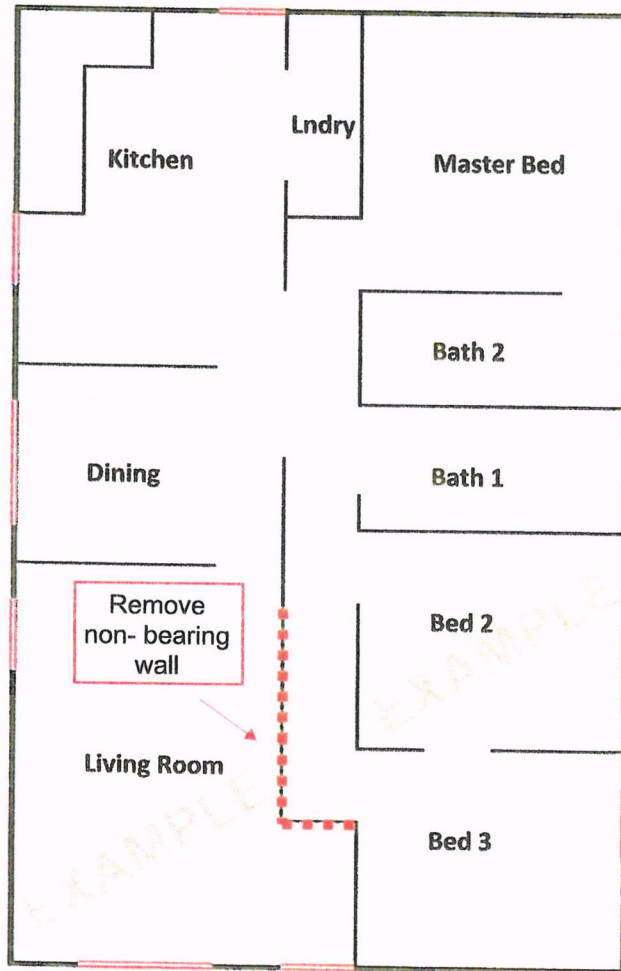 Lndry
Kitchen
Master Bed
Bath 2
Dining
Bath 1
Remove
non- bearing
wall
Bed 2
Living Room
Bed 3
EXAMPLE
EXAMPLE